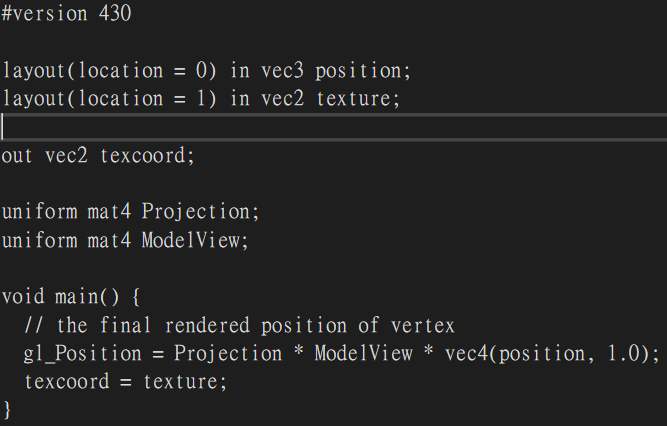 #version 430
layout(location = 0) in vec3 position;
layout(location = 1) in vec2 texture;
out vec2 texcoord;
uniform mat4 Projection;
uniform mat4 ModelView;
void main() {
  // the final rendered position of vertex
  gl_Position = Projection * ModelView * vec4(position, 1.0);
  texcoord = texture;
}